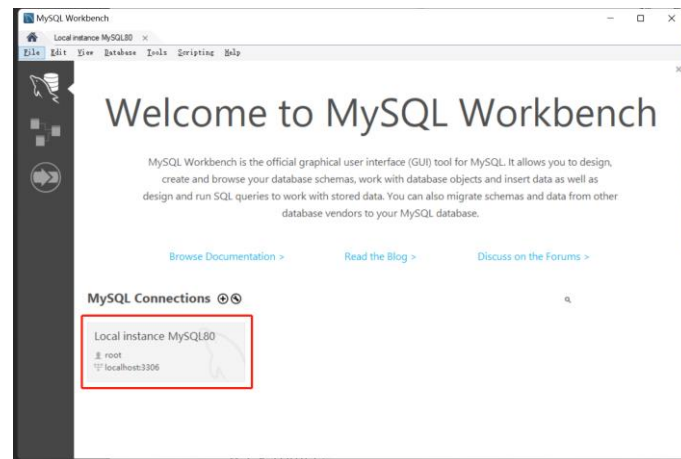 MySQL Workbench
Local instance MySQL80 ×
File Edit View Database Tools Scripting Help
Welcome to MySQL Workbench
MySQL Workbench is the official graphical user interface (GUI) tool for MySQL. It allows you to design,
create and browse your database schemas, work with database objects and insert data as well as
design and run SQL queries to work with stored data. You can also migrate schemas and data from other
database vendors to your MySQL database.
Browse Documentation > Read the Blog > Discuss on the Forums >
MySQL Connections
Local instance MySQL80
root
localhost:3306